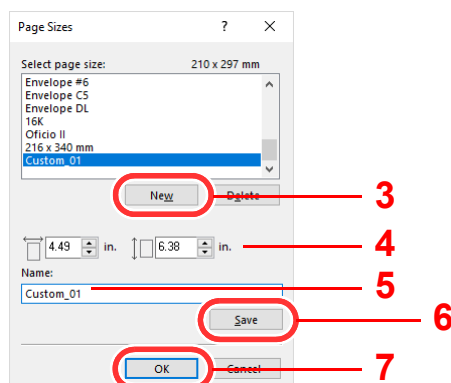 Page Sizes ? ×
Select page size: 210 x 297 mm
Envelope #6
Envelope C5
Envelope DL
16K
Oficio II
216 x 340 mm
Custom_01
New Delete 3
4.49 in. 6.38 in. 4
Name:
Custom_01 5
Save 6
OK Cancel 7